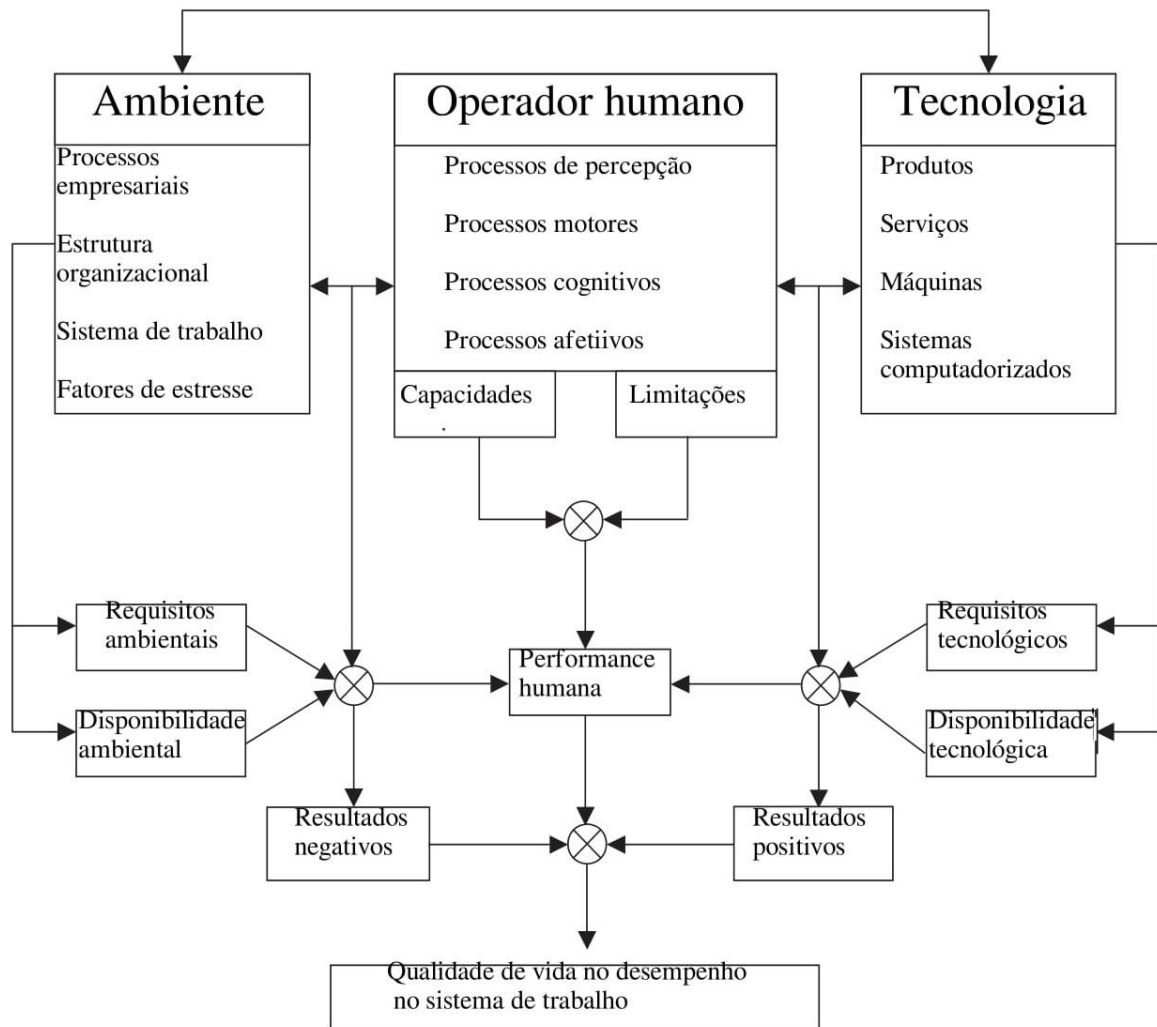 Ambiente
Processos
empresariais
Estrutura
organizacional
Sistema de trabalho
Fatores de estresse
Operador humano
Processos de percepção
Processos motores
Processos cognitivos
Processos afetiivos
Capacidades
.
Limitações
Tecnologia
Produtos
Serviços
Máquinas
Sistemas
computadorizados
Requisitos
ambientais
Disponibilidade
ambiental
Performance
humana
Requisitos
tecnológicos
Disponibilidade
tecnológica
Resultados
negativos
Resultados
positivos
Qualidade de vida no desempenho
no sistema de trabalho